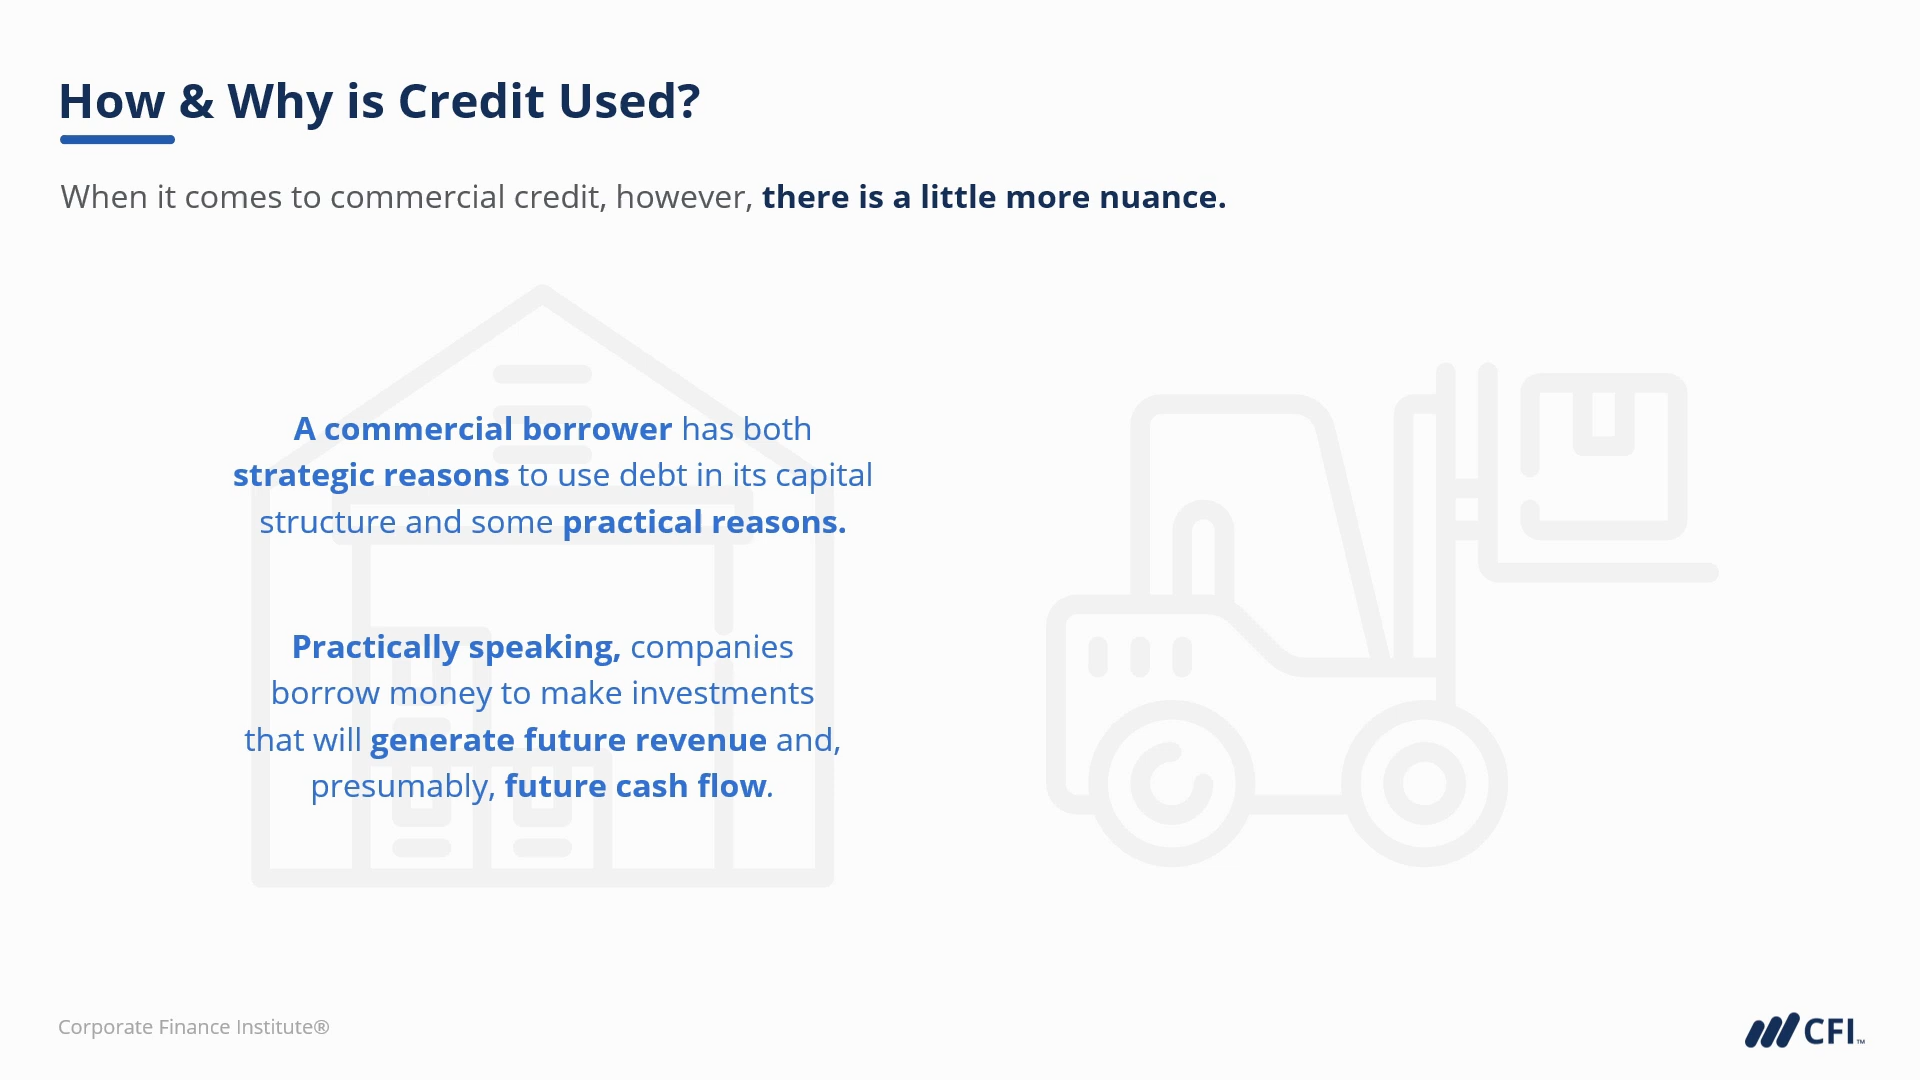 How & Why is Credit Used?
When it comes to commercial credit, however, there is a little more nuance.
A commercial borrower has both
strategic reasons to use debt in its capital
structure and some practical reasons.
Practically speaking, companies
borrow money to make investments
that will generate future revenue and,
presumably, future cash flow.
Corporate Finance Institute®
CFI™